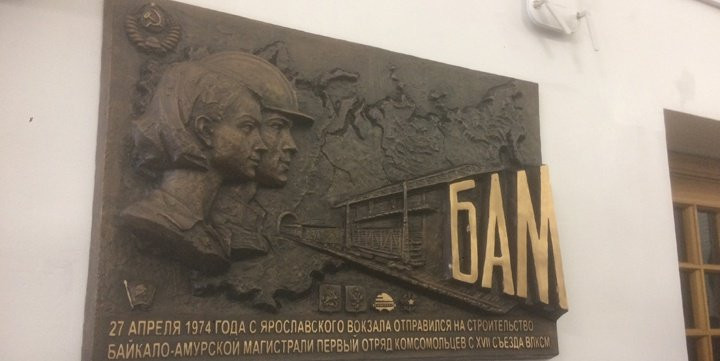 БАМ
27 АПРЕЛЯ 1974 ГОДА С ЯРОСЛАВСКОГО ВОКЗАЛА ОТПРАВИЛСЯ НА СТРОИТЕЛЬСТВО
БАЙКАЛО-АМУРСКОЙ МАГИСТРАЛИ ПЕРВЫЙ ОТРЯД КОМСОМОЛЬЦЕВ С XVII СЪЕЗДА ВЛКСМ